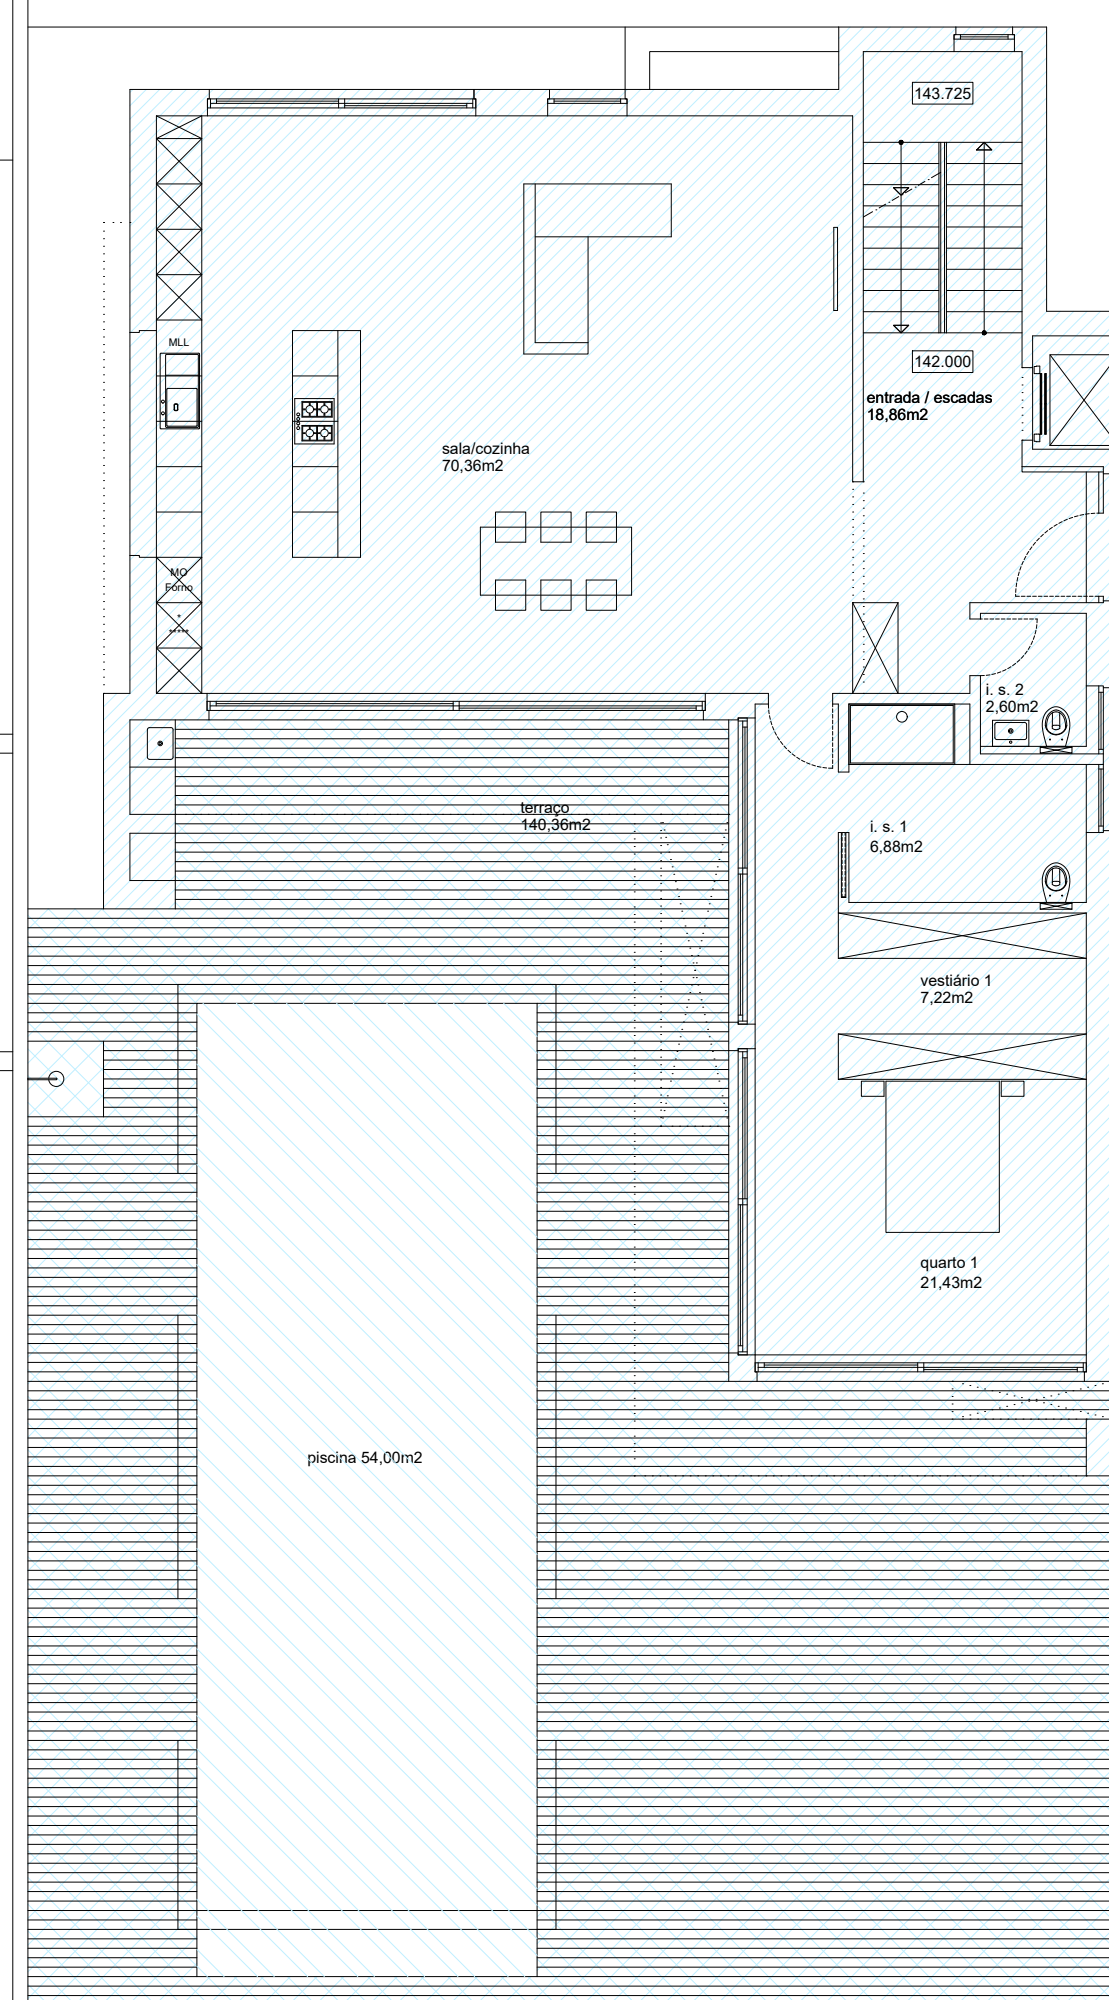 143.725
MLL
142.000
entrada / escadas
18,86m2
sala/cozinha
70,36m2
MO
Forno
*
*****
i. s. 2
2,60m2
terraço
140,36m2
i. s. 1
6,88m2
vestiário 1
7,22m2
quarto 1
21,43m2
piscina 54,00m2